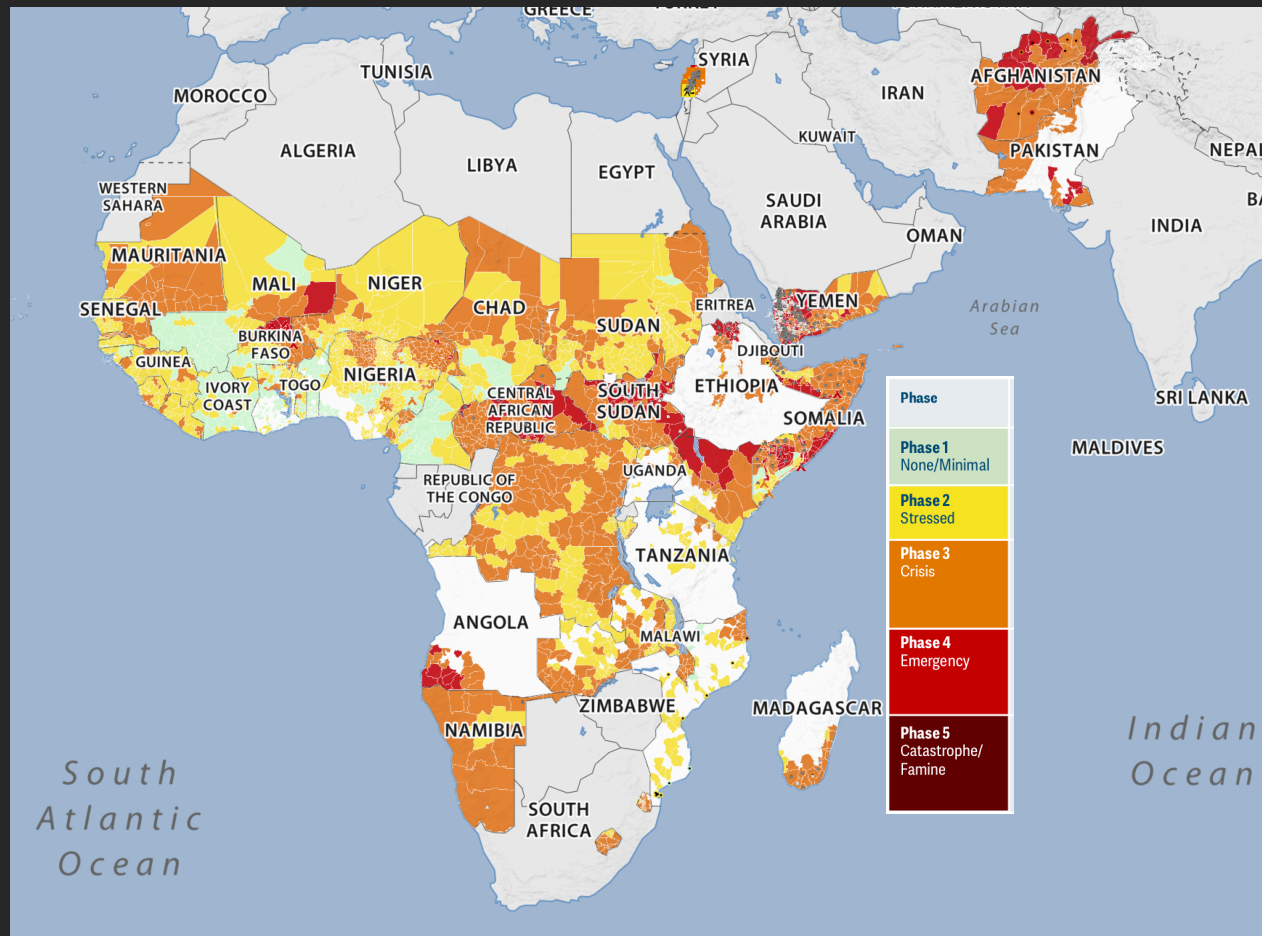 GREECE
SYRIA
TUNISIA
MOROCCO
AFGHANISTAN
IRAN
ALGERIA
LIBYA
EGYPT
KUWAIT
PAKISTAN
NEPAL
WESTERN
SAHARA
SAUDI
ARABIA
INDIA
OMAN
MAURITANIA
MALI
NIGER
CHAD
SUDAN
ERITREA
YEMEN
Arabian
Sea
SENEGAL
BURKINA
FASO
GUINEA
NIGERIA
DJIBOUTI
IVORY
COAST
TOGO
CENTRAL
AFRICAN
REPUBLIC
SOUTH
SUDAN
ETHIOPIA
SOMALIA
SRI LANKA
MALDIVES
UGANDA
REPUBLIC OF
THE CONGO
TANZANIA
ANGOLA
MALAWI
ZIMBABWE
MADAGASCAR
NAMIBIA
SOUTH
AFRICA
South
Atlantic
Ocean
Indian
Ocean
Phase
Phase 1
None/Minimal
Phase 2
Stressed
Phase 3
Crisis
Phase 4
Emergency
Phase 5
Catastrophe/
Famine